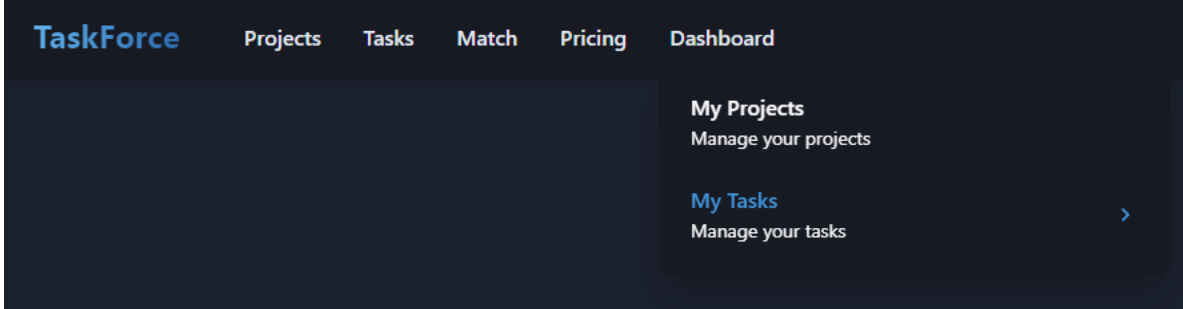 TaskForce Projects Tasks Match Pricing Dashboard
My Projects
Manage your projects
My Tasks
Manage your tasks